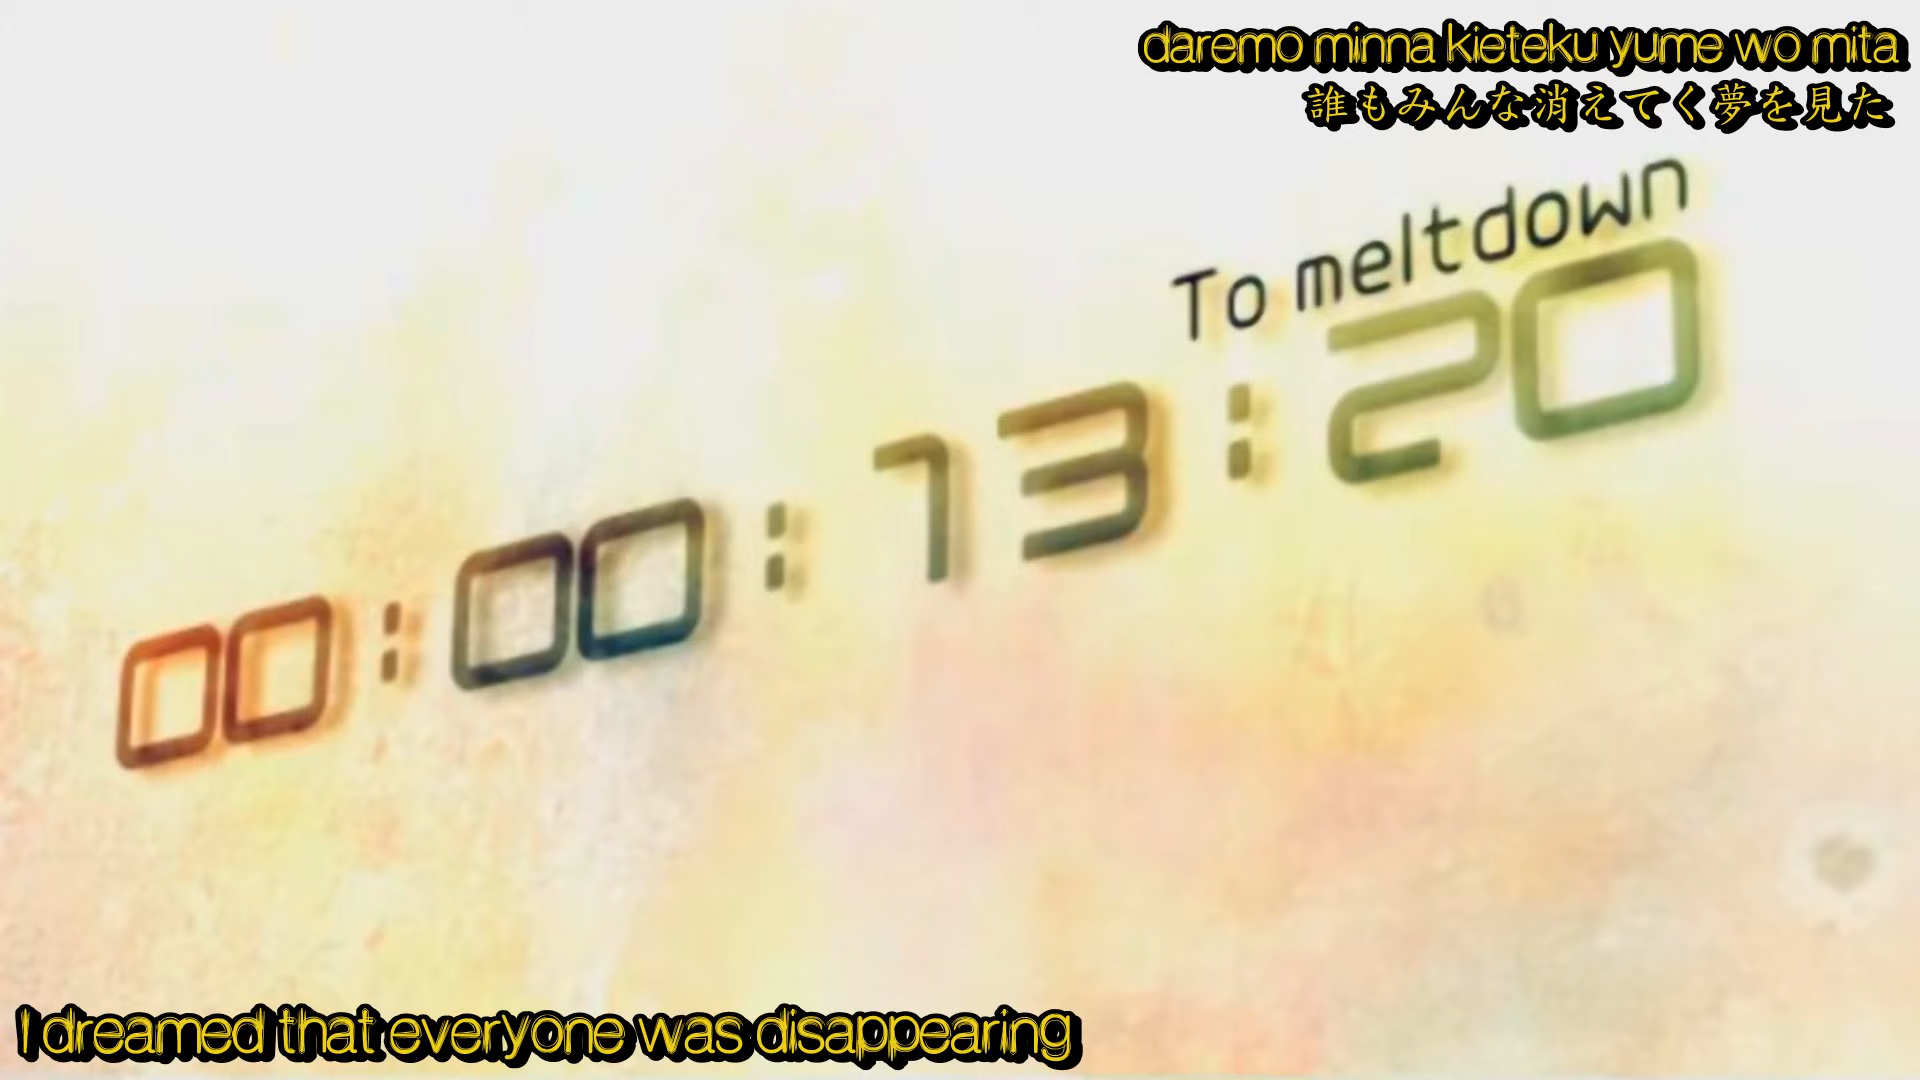 daremo minna kieteku yume wo mita
誰もみんな消えてく夢を見た
To meltdown
00:00:13:20
I dreamed that everyone was disappearing